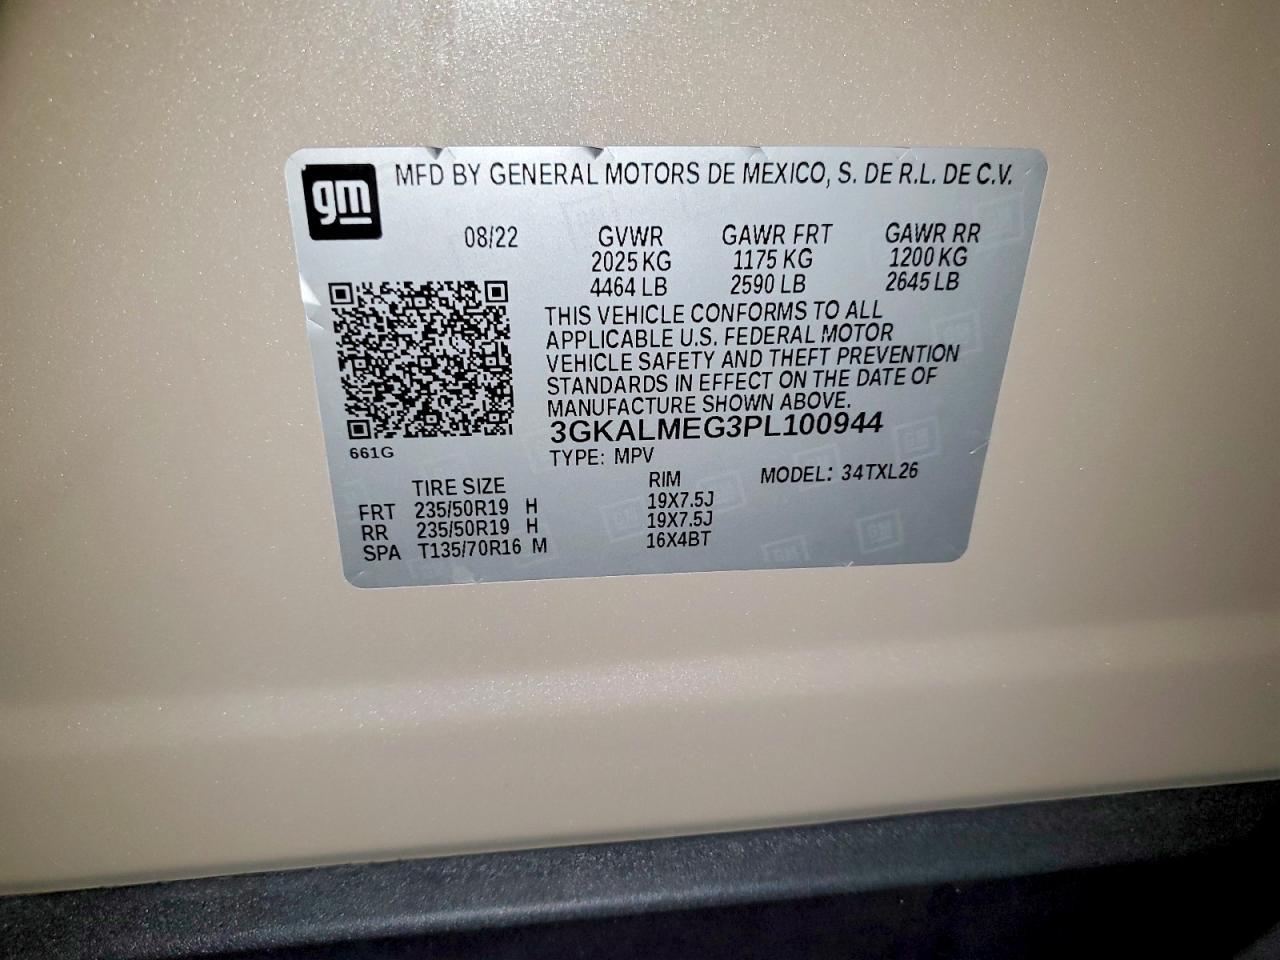 gm MFD BY GENERAL MOTORS DE MEXICO, S. DE R.L. DE C.V.
08/22 GVWR GAWR FRT GAWR RR
2025 KG 1175 KG 1200 KG
4464 LB 2590 LB 2645 LB
THIS VEHICLE CONFORMS TO ALL
APPLICABLE U.S. FEDERAL MOTOR
VEHICLE SAFETY AND THEFT PREVENTION
STANDARDS IN EFFECT ON THE DATE OF
MANUFACTURE SHOWN ABOVE.
3GKALMEG3PL100944
661G
TYPE: MPV MODEL: 34TXL26
TIRE SIZE RIM
FRT 235/50R19 H 19X7.5J
RR 235/50R19 H 19X7.5J
SPA T135/70R16 M 16X4BT